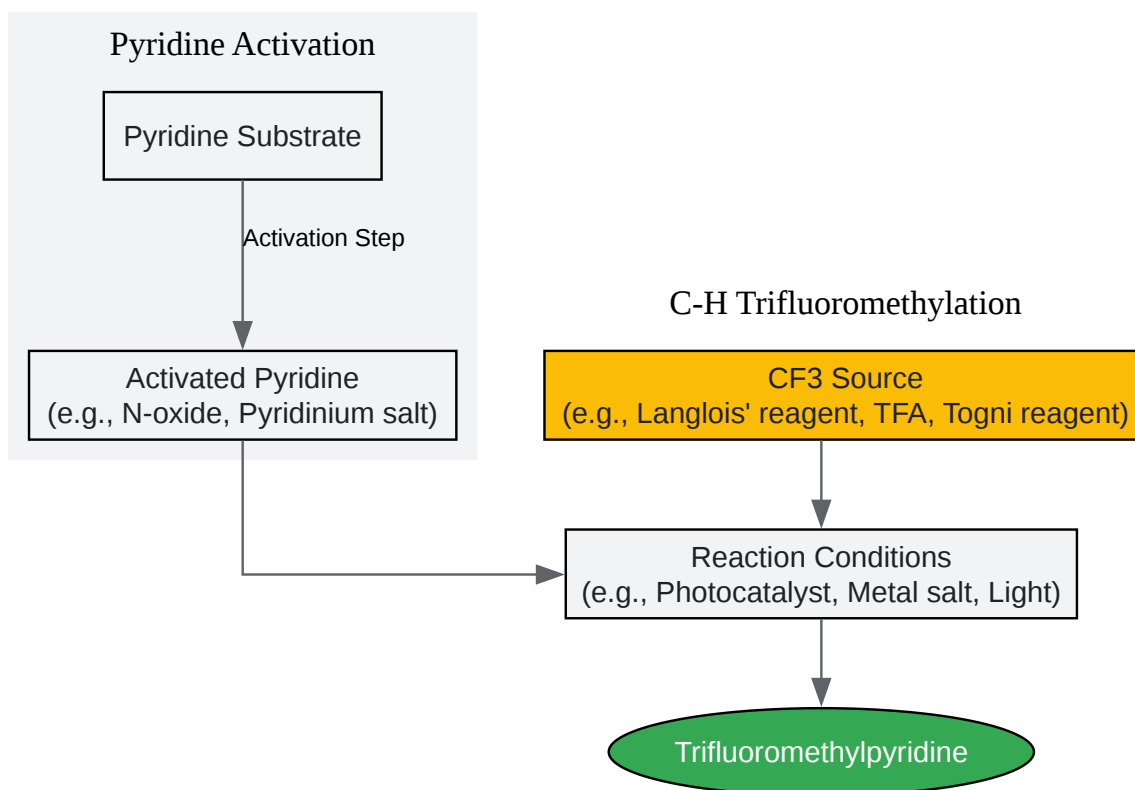 Pyridine Activation
Pyridine Substrate
Activation Step
Activated Pyridine
(e.g., N-oxide, Pyridinium salt)
C-H Trifluoromethylation
CF3 Source
(e.g., Langlois' reagent, TFA, Togni reagent)
Reaction Conditions
(e.g., Photocatalyst, Metal salt, Light)
Trifluoromethylpyridine